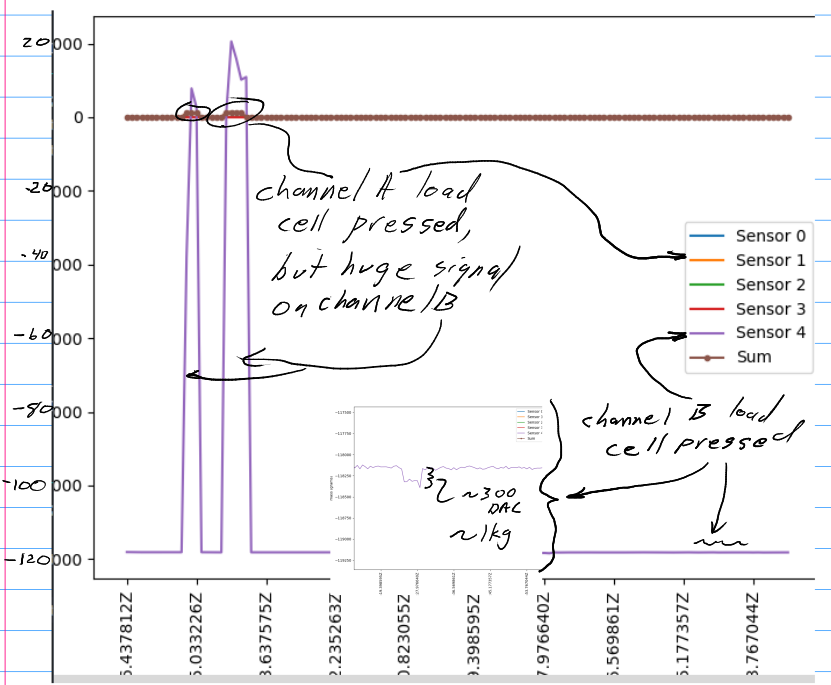 20000
0
-20000
-40000
-60000
-80000
-100000
-120000
channel A load
cell pressed,
but huge signal
on channel B
Sensor 0
Sensor 1
Sensor 2
Sensor 3
Sensor 4
Sum
channel B load
cell pressed
~300
DAC
~1kg
5.437812Z
5.033226Z
3.637575Z
2.235263Z
0.823055Z
9.398595Z
7.976640Z
5.569861Z
5.177357Z
3.767044Z